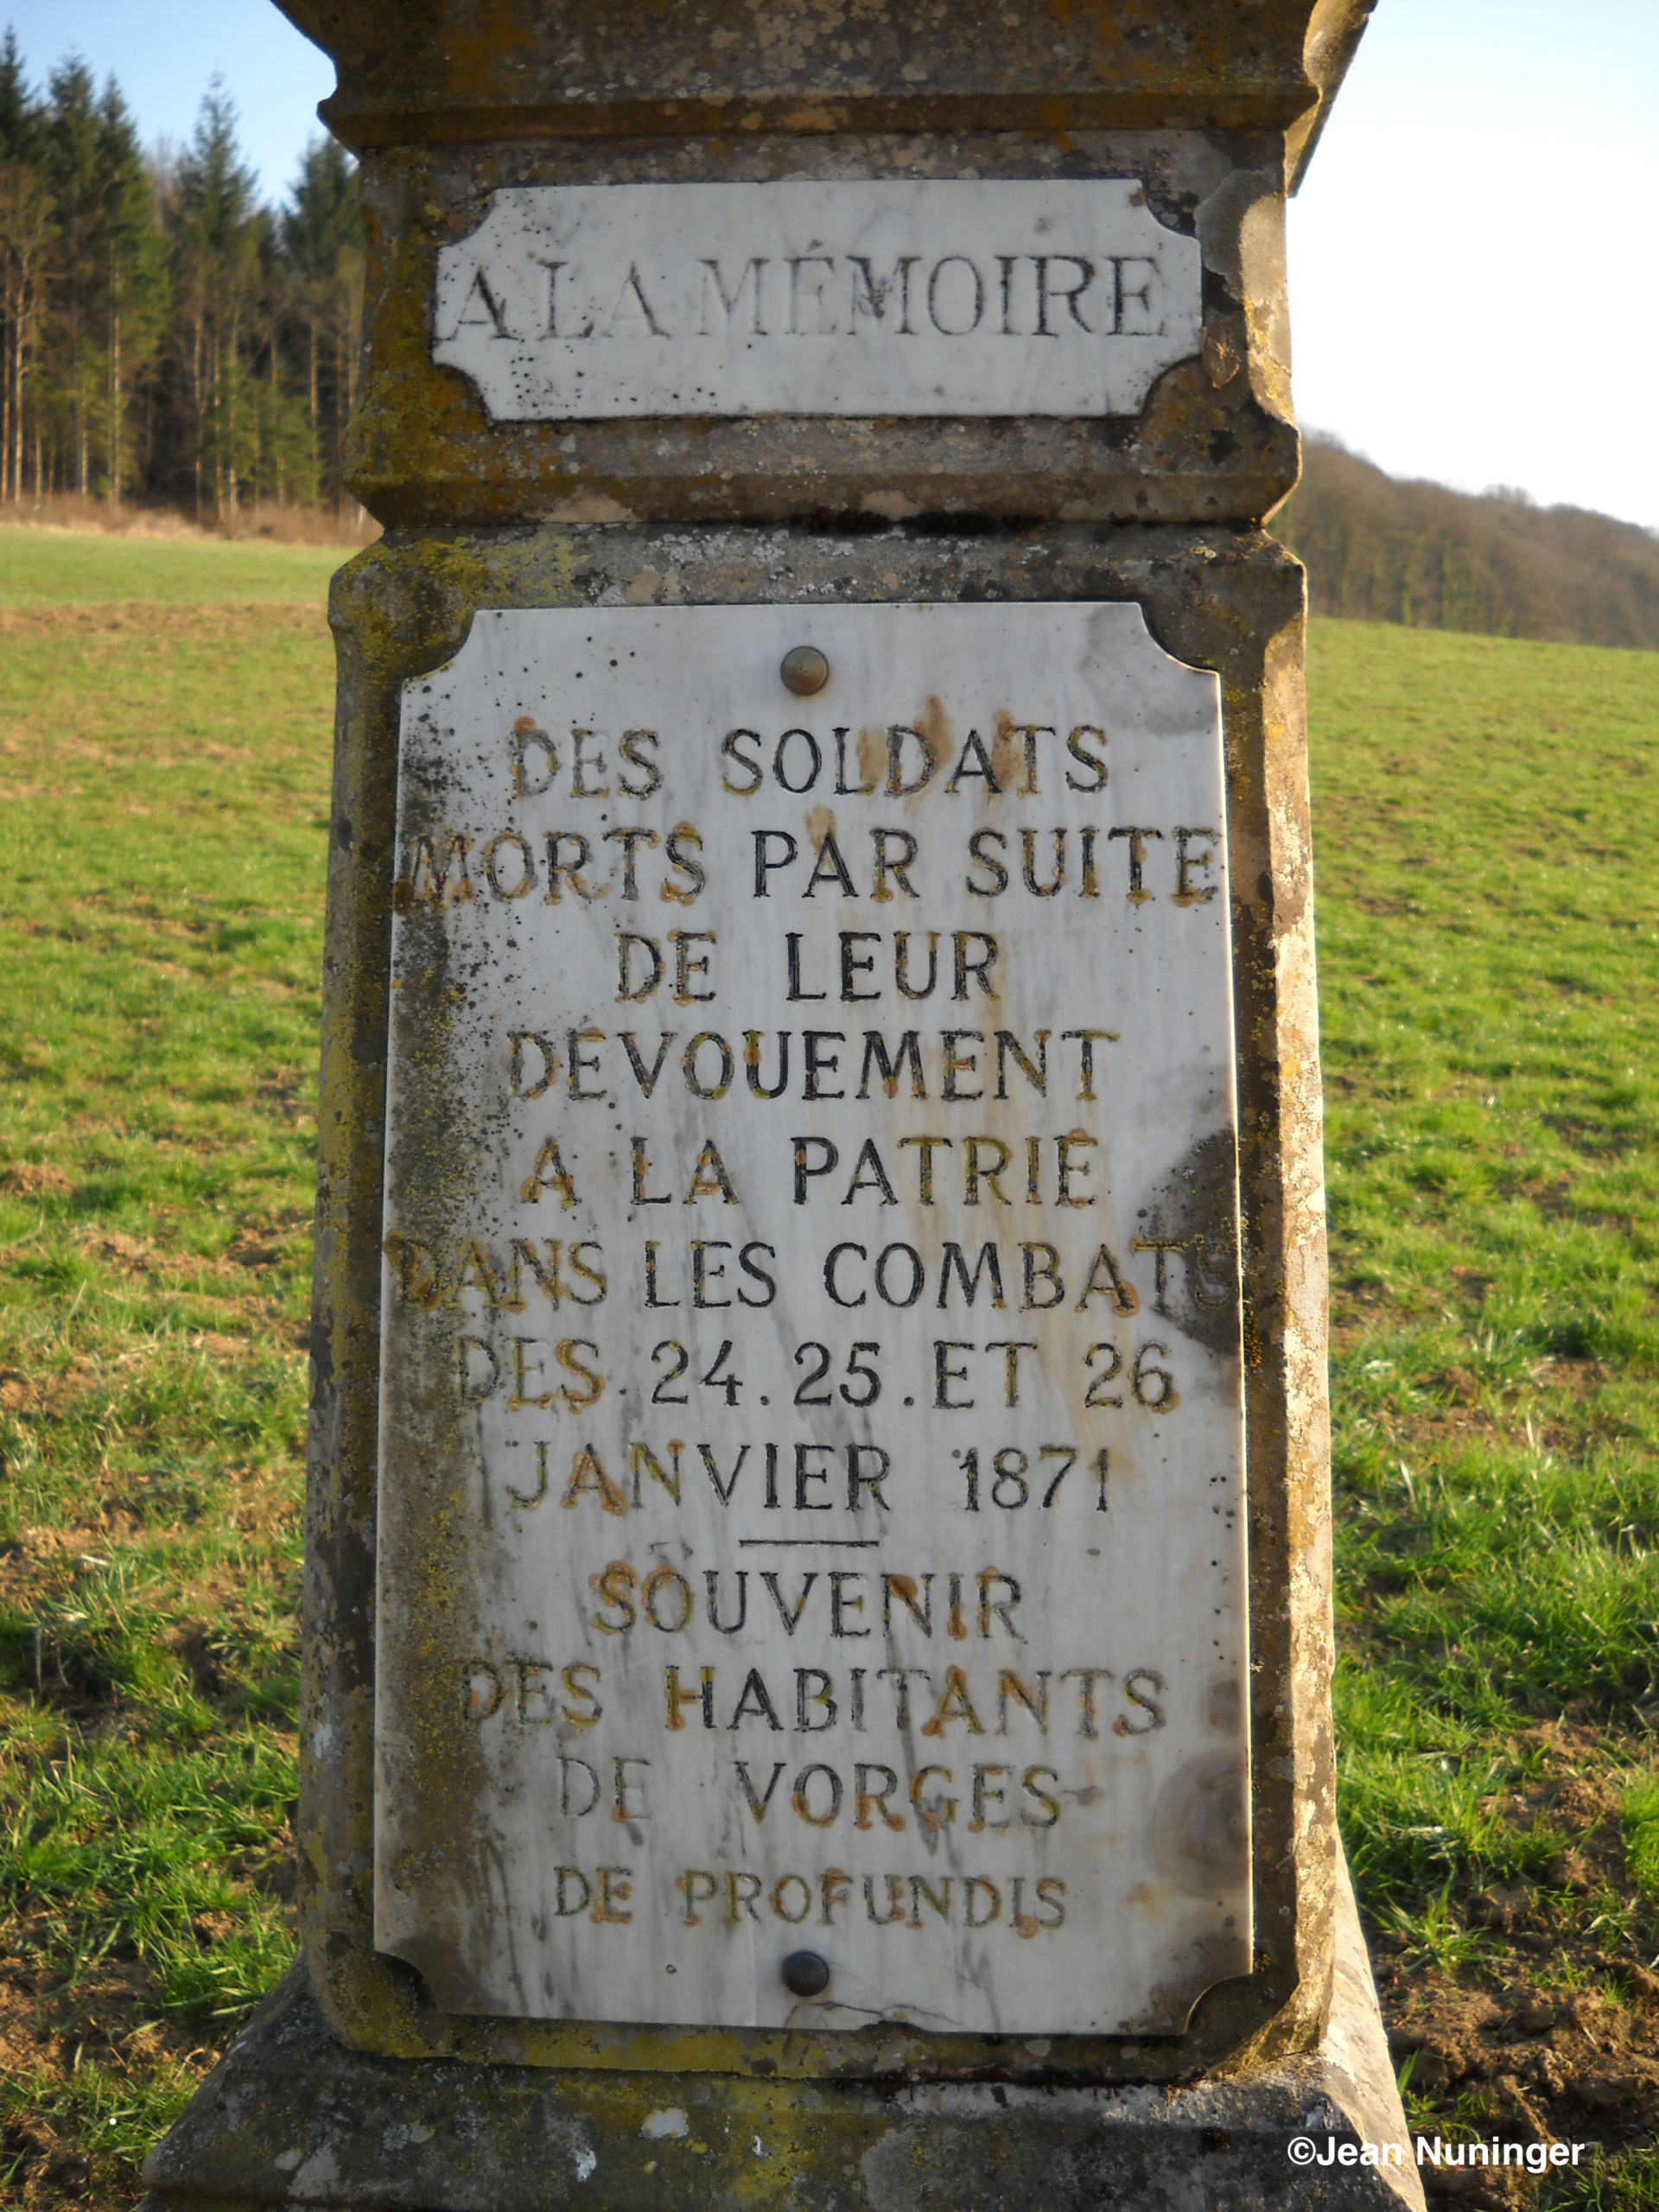 A LA MÉMOIRE
DES SOLDATS
MORTS PAR SUITE
DE LEUR
DÉVOUEMENT
A LA PATRIE
DANS LES COMBATS
DES . 24 . 25 . ET 26
JANVIER 1871
SOUVENIR
DES HABITANTS
DE VORGES
DE PROFUNDIS
©Jean Nuninger